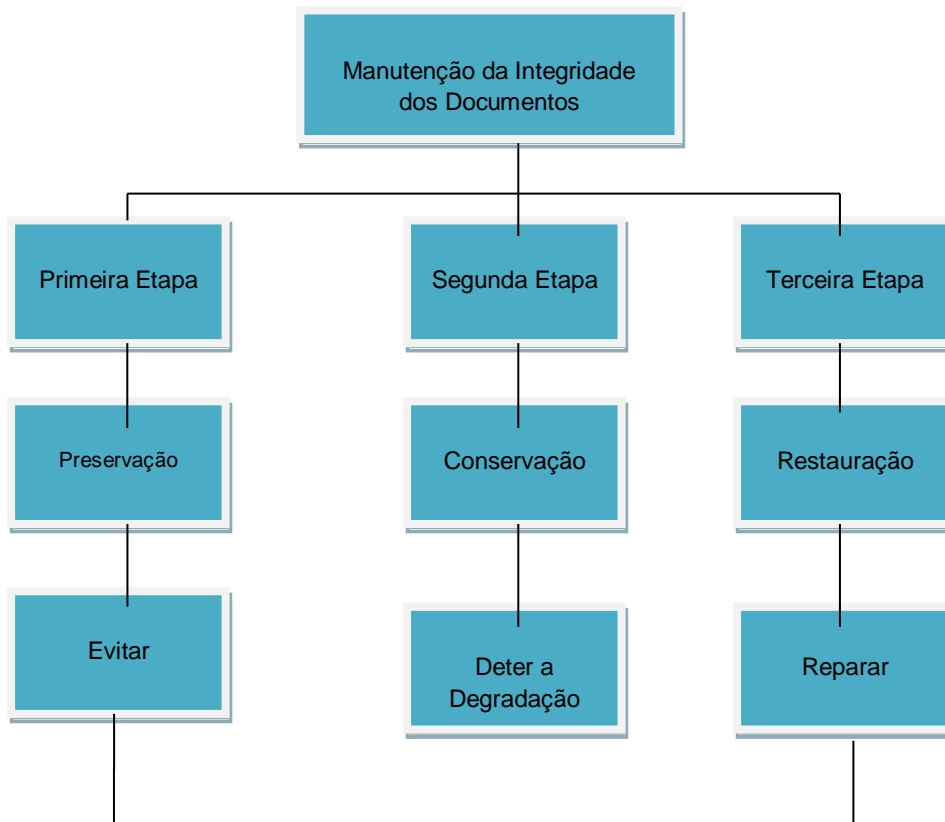 Manutenção da Integridade
dos Documentos
Primeira Etapa
Segunda Etapa
Terceira Etapa
Preservação
Conservação
Restauração
Evitar
Deter a
Degradação
Reparar